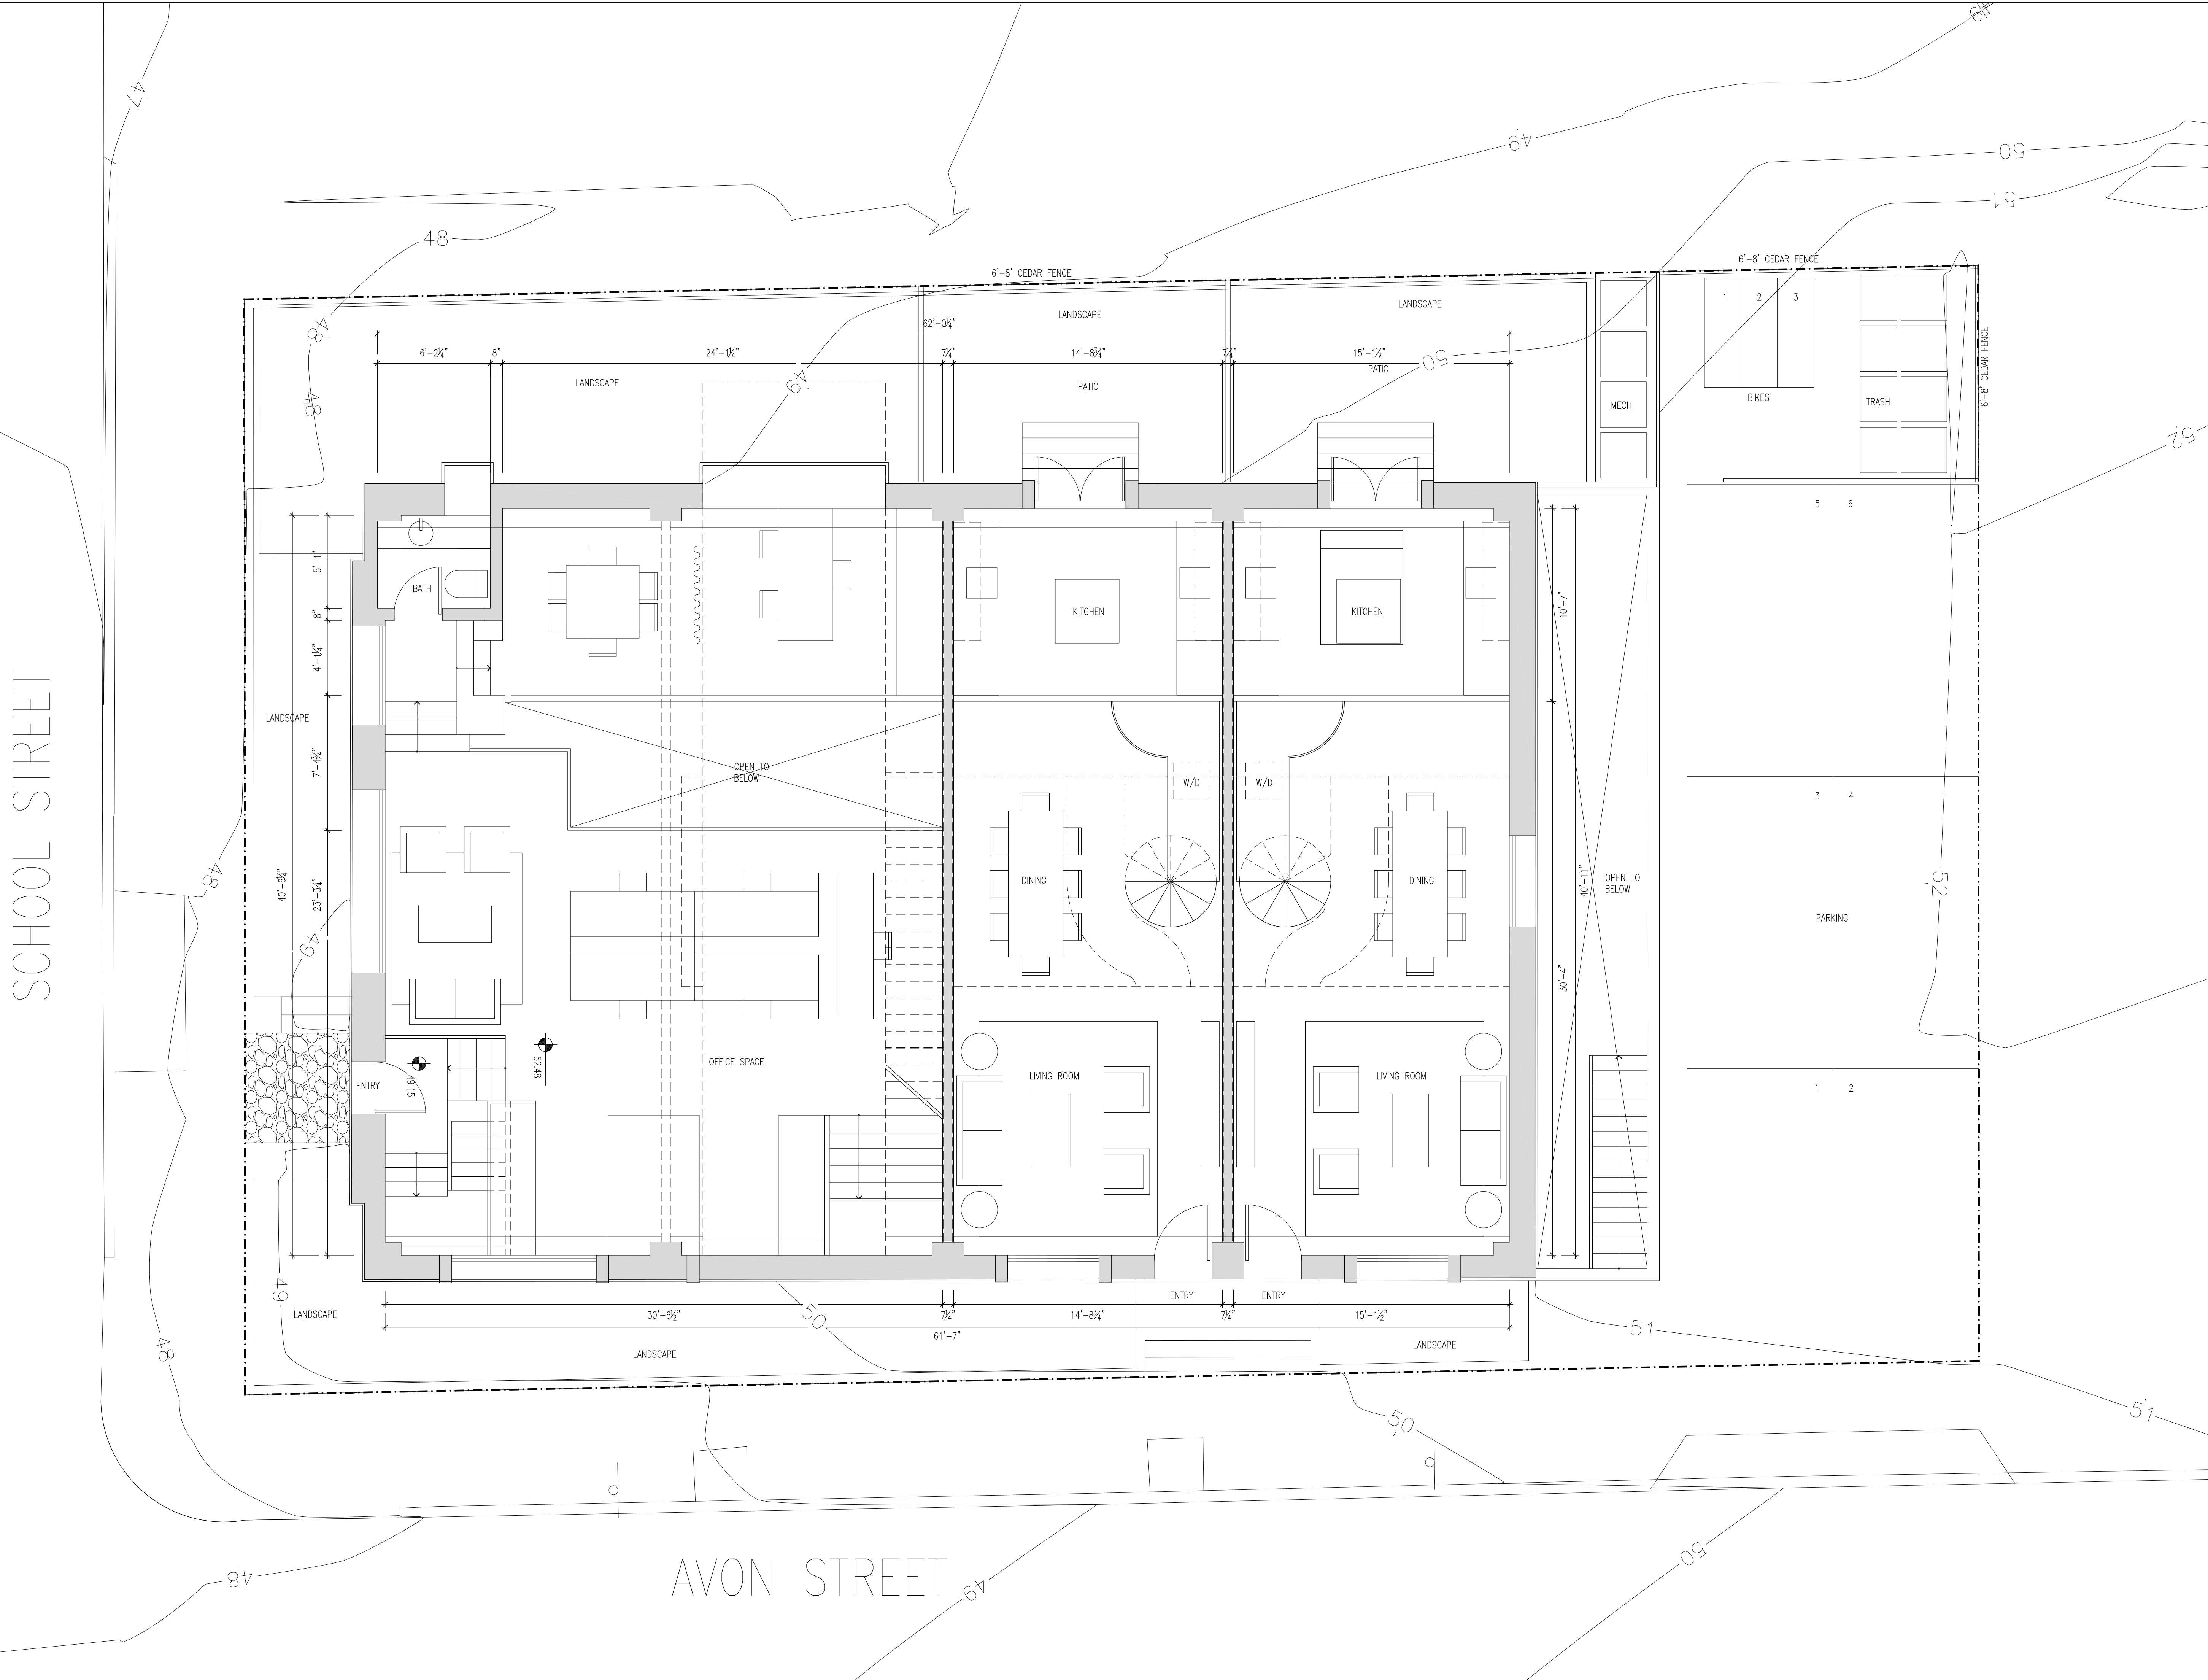 49
47
49
50
51
48
6'-8' CEDAR FENCE
6'-8' CEDAR FENCE
LANDSCAPE
LANDSCAPE
1 2 3
62'-0¼"
48
6'-2¼" 8" 24'-1¼" 7¼" 14'-8¾" 7¼" 15'-1½"
50
PATIO
LANDSCAPE
49
PATIO
6'-8' CEDAR FENCE
BIKES
48
MECH
TRASH
52
5 6
5'-1"
BATH
KITCHEN
KITCHEN
10'-7"
8"
4'-1¼"
LANDSCAPE
7'-4¾"
OPEN TO
BELOW
W/D
W/D
3 4
SCHOOL STREET
48
40'-6¼"
23'-3¼"
DINING
DINING
40'-11"
OPEN TO
BELOW
52
PARKING
49
30'-4"
52.48
OFFICE SPACE
LIVING ROOM
LIVING ROOM
ENTRY
49.15
1 2
49
LANDSCAPE
ENTRY
ENTRY
30'-6½" 7¼" 14'-8¾" 7¼" 15'-1½"
50
61'-7"
51
48
LANDSCAPE
LANDSCAPE
50
51
AVON STREET
48
49
50